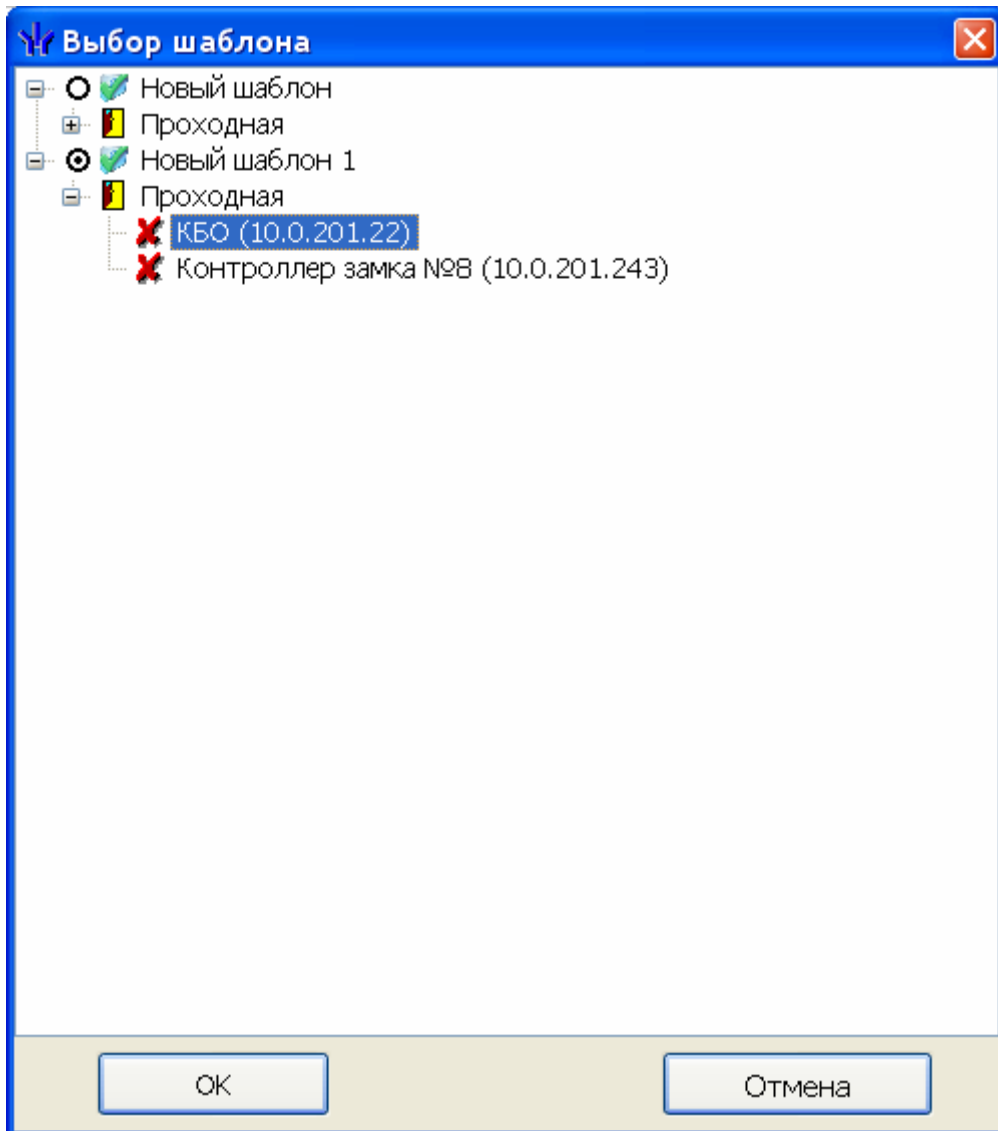 Выбор шаблона
Новый шаблон
Проходная
Новый шаблон 1
Проходная
КБО (10.0.201.22)
Контроллер замка №8 (10.0.201.243)
ОК
Отмена